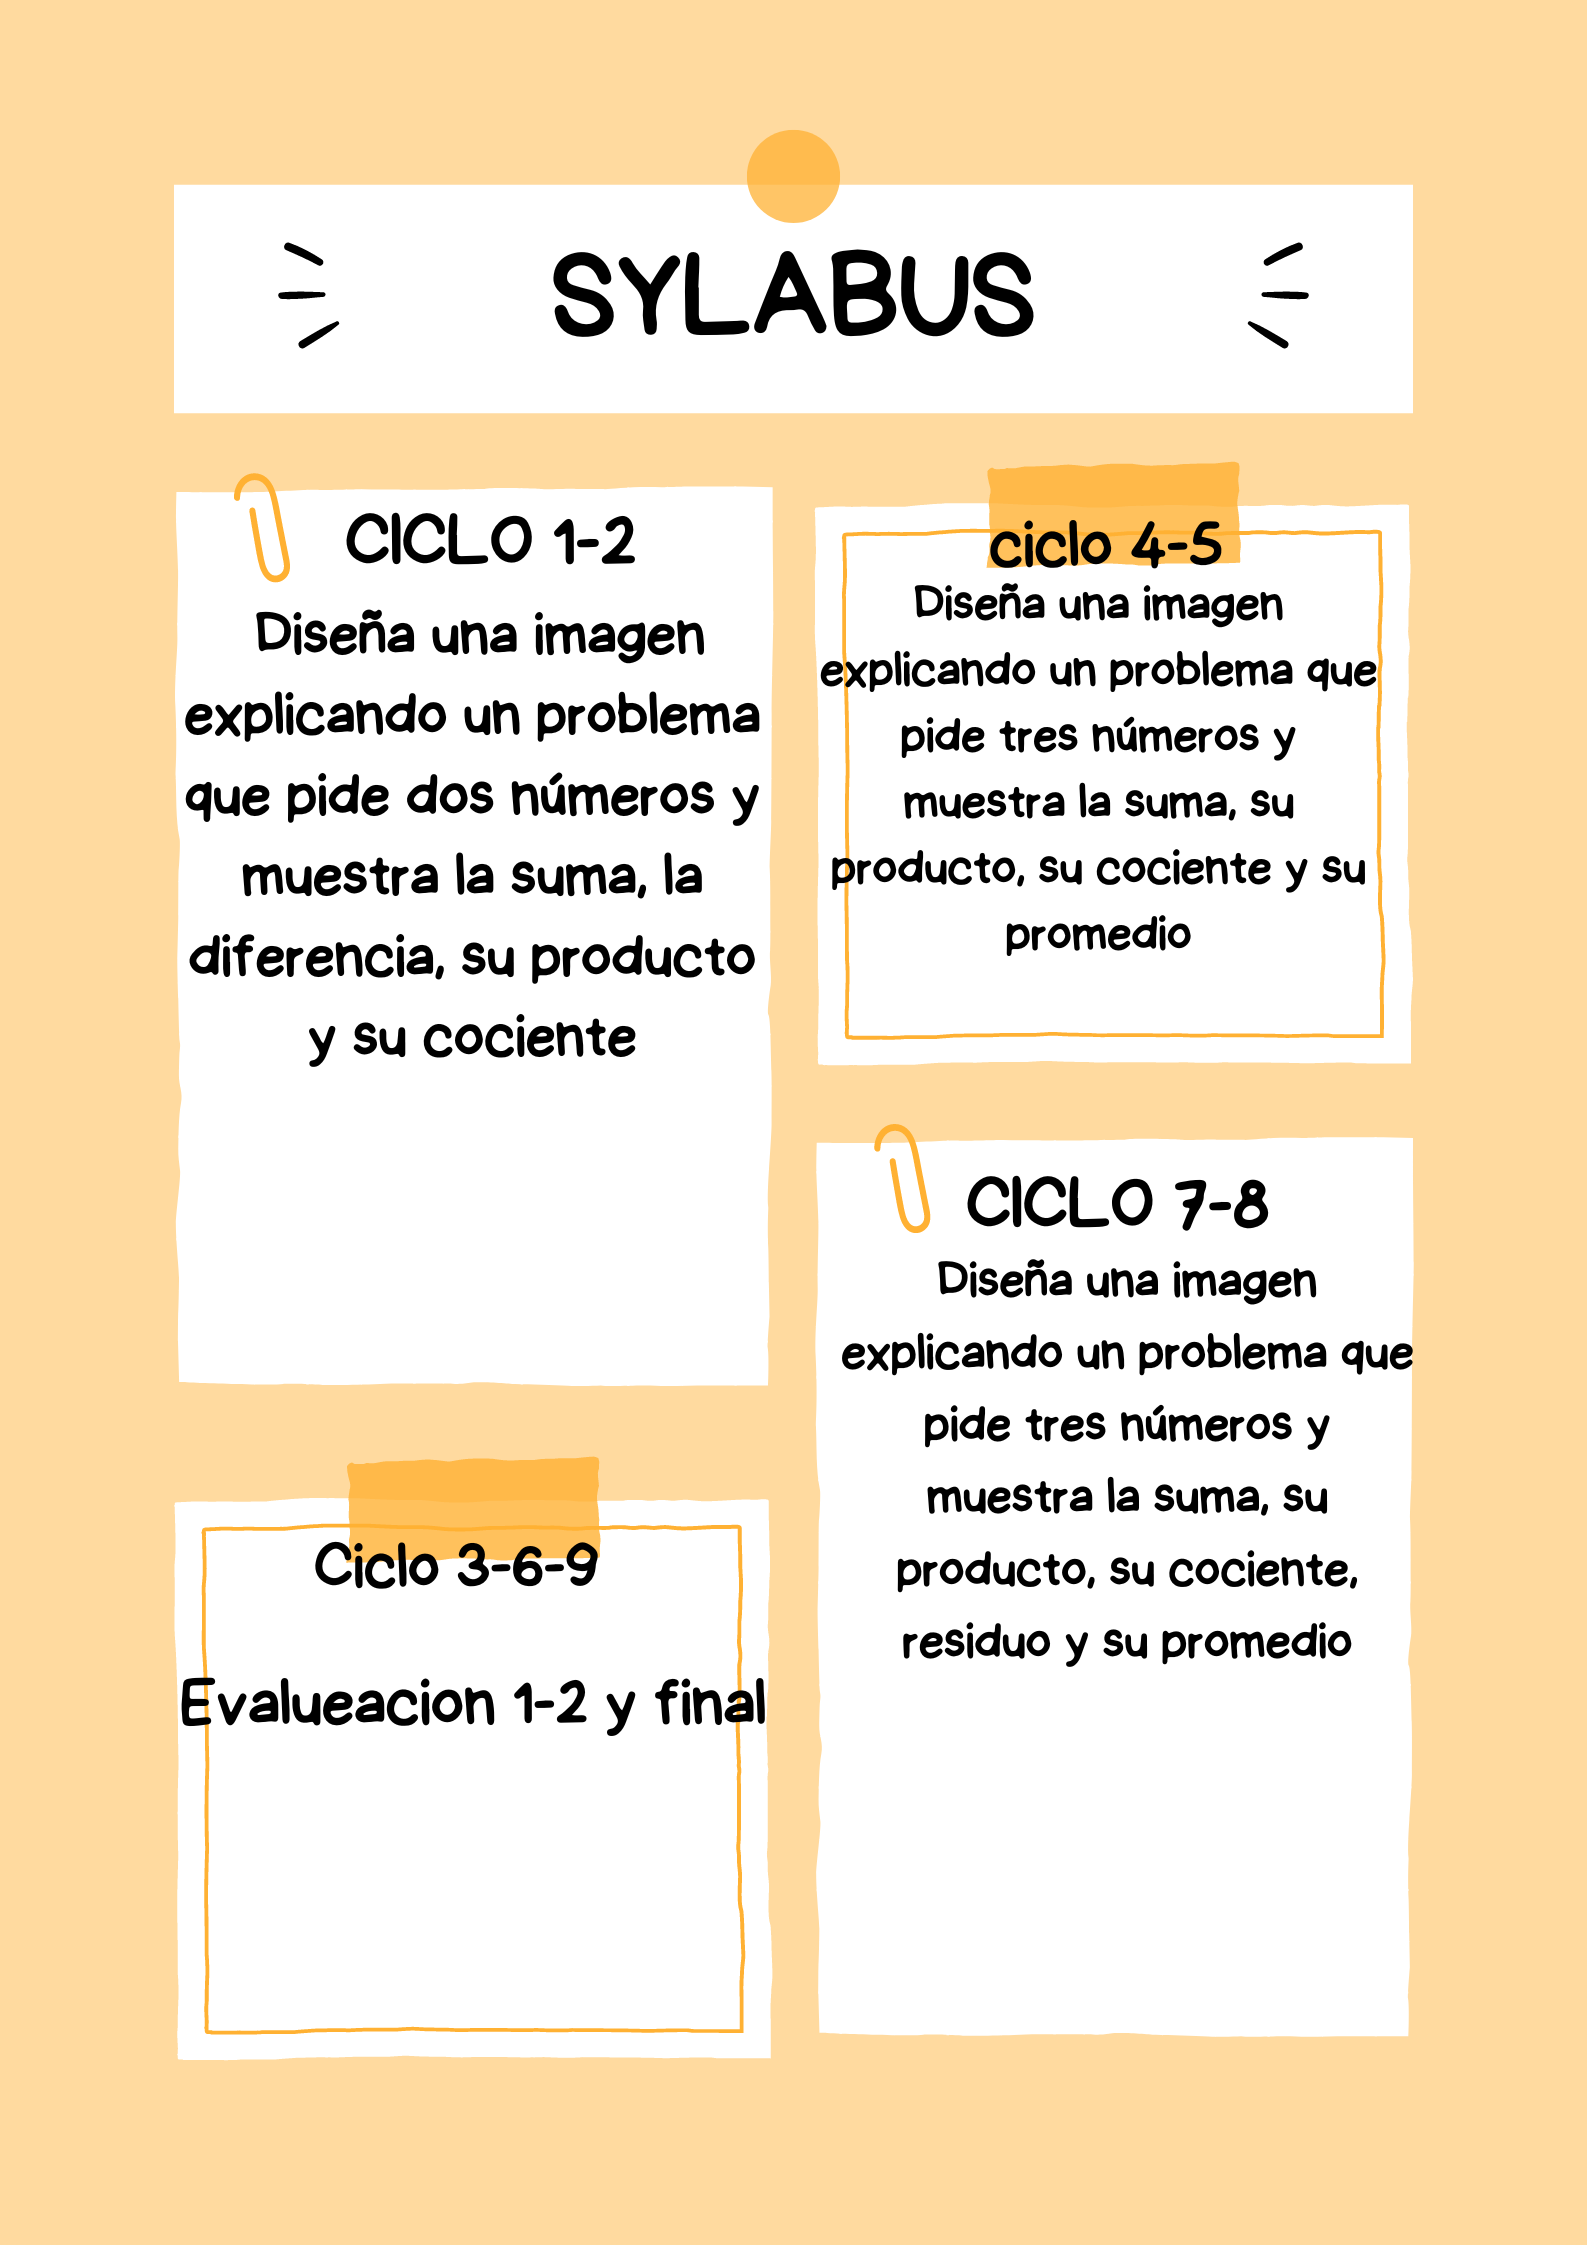 SYLABUS
CICLO 1-2
Diseña una imagen
explicando un problema
que pide dos números y
muestra la suma, la
diferencia, su producto
y su cociente
ciclo 4-5
Diseña una imagen
explicando un problema que
pide tres números y
muestra la suma, su
producto, su cociente y su
promedio
Ciclo 3-6-9
Evalueacion 1-2 y final
CICLO 7-8
Diseña una imagen
explicando un problema que
pide tres números y
muestra la suma, su
producto, su cociente,
residuo y su promedio